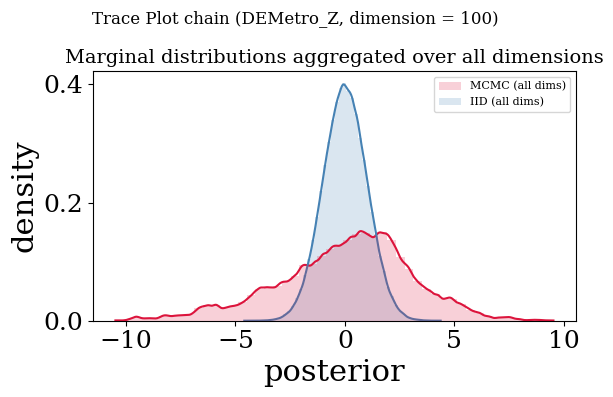 Trace Plot chain (DEMetro_Z, dimension = 100)
Marginal distributions aggregated over all dimensions
MCMC (all dims)
IID (all dims)
density
0.4
0.2
0.0
−10
−5
0
5
10
posterior